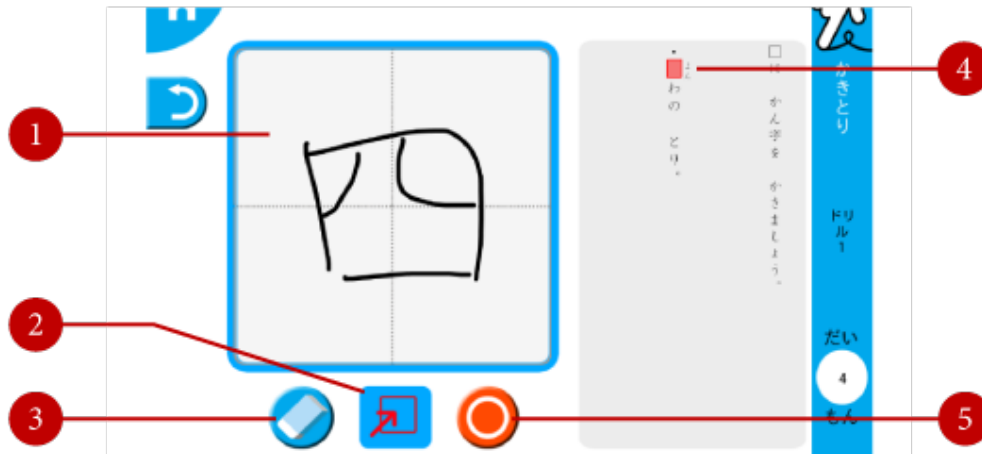 かきとり
ドリル1
だい
4
もん
□に かん字を かきましょう。
よん
・わの とり。
四
1
2
3
4
5